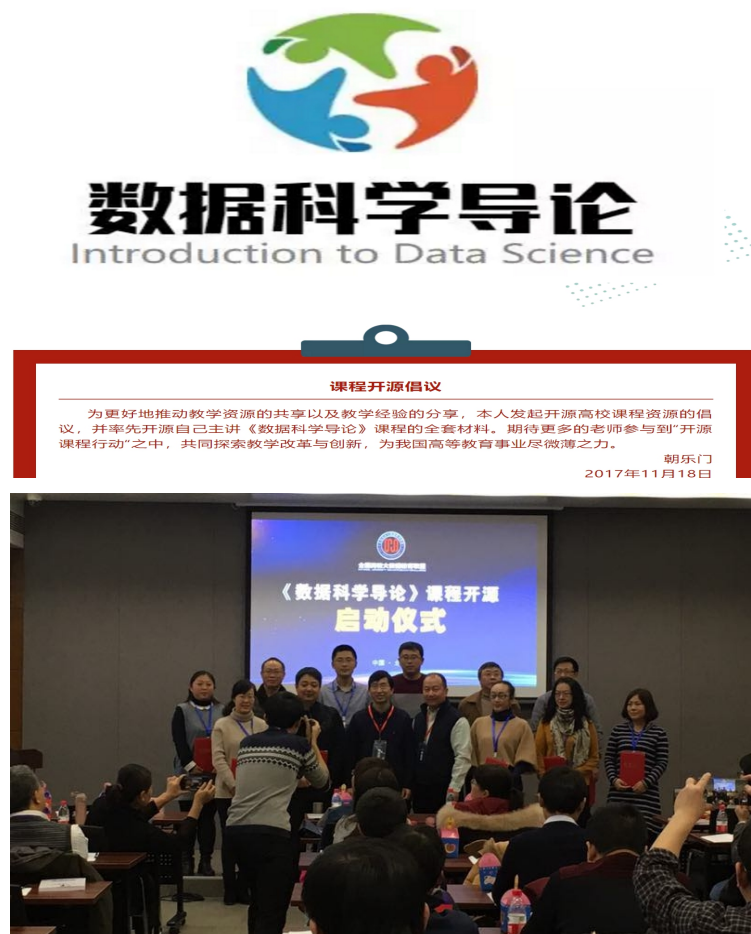 数据科学导论
Introduction to Data Science
课程开源倡议
为更好地推动教学资源的共享以及教学经验的分享，本人发起开源高校课程资源的倡
议，并率先开源自己主讲《数据科学导论》课程的全套材料。期待更多的老师参与到“开源
课程行动”之中，共同探索教学改革与创新，为我国高等教育事业尽微薄之力。
朝乐门
2017年11月18日
《数据科学导论》课程开源
启动仪式